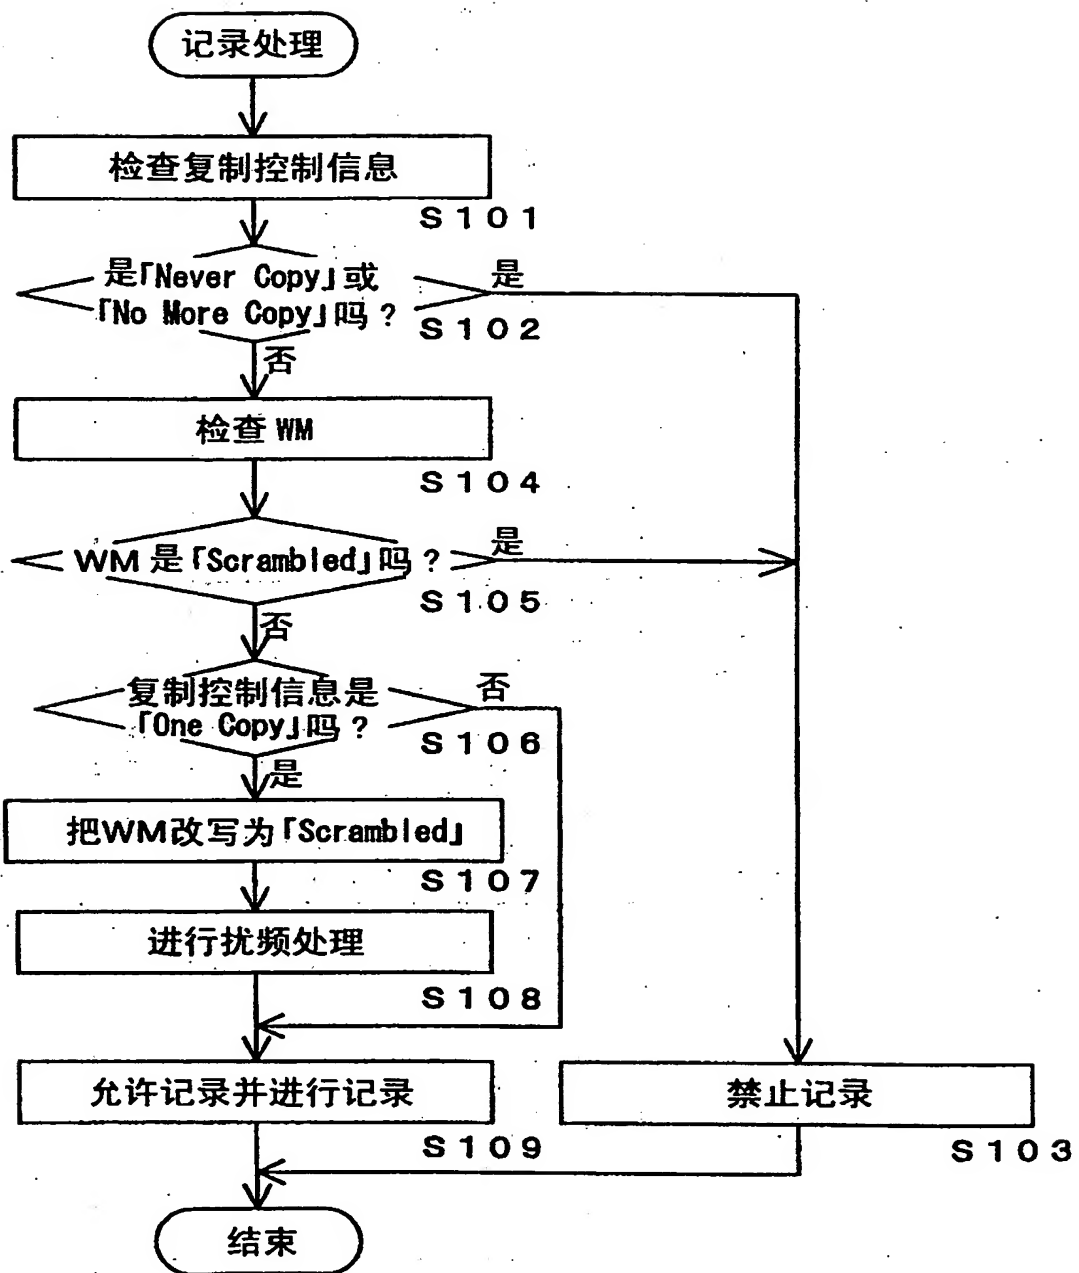 记录处理
检查复制控制信息
S101
是「Never Copy」或
「No More Copy」吗?
是
S102
否
检查 WM
S104
WM 是「Scrambled」吗?
是
S105
否
复制控制信息是
「One Copy」吗?
否
S106
是
把WM改写为「Scrambled」
S107
进行扰频处理
S108
允许记录并进行记录
S109
禁止记录
S103
结束